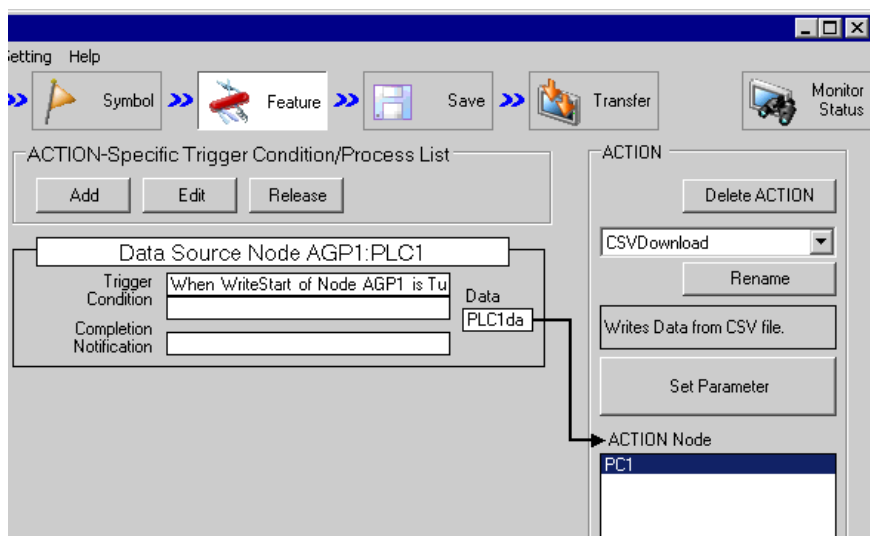 etting Help
Symbol Feature Save Transfer Monitor Status
ACTION-Specific Trigger Condition/Process List
Add Edit Release
Data Source Node AGP1:PLC1
Trigger Condition
When WriteStart of Node AGP1 is Tu
Completion Notification
Data
PLC1da
ACTION
Delete ACTION
CSVDownload
Rename
Writes Data from CSV file.
Set Parameter
ACTION Node
PC1